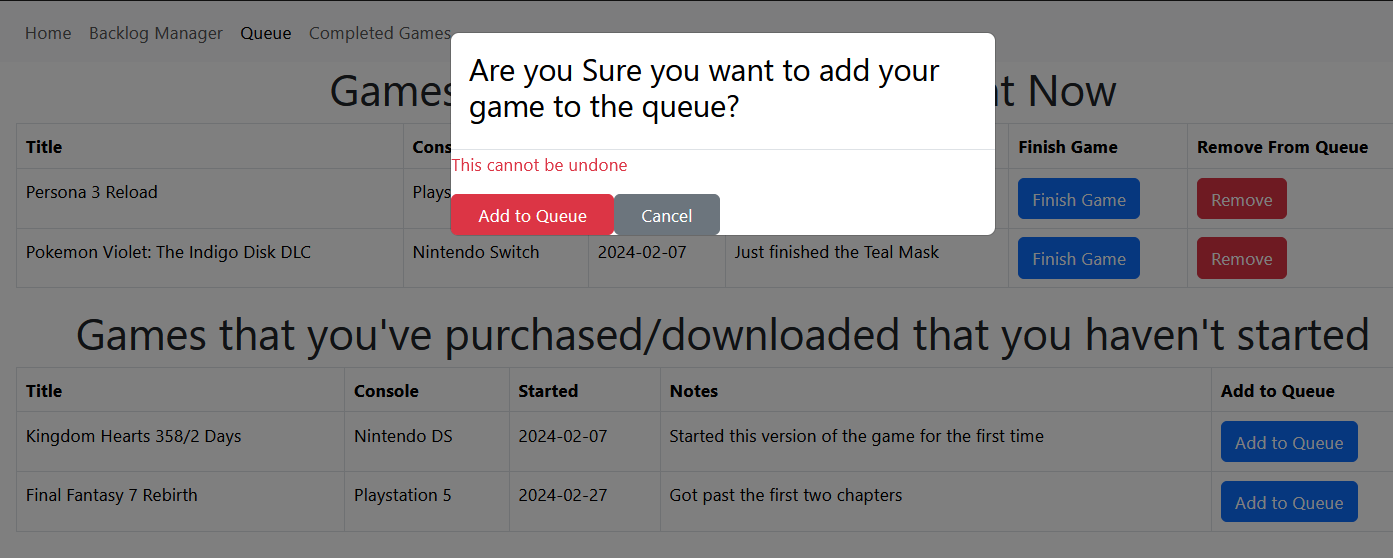 Home Backlog Manager Queue Completed Games
Are you Sure you want to add your
game to the queue?
Games t Now
Title Cons Finish Game Remove From Queue
This cannot be undone
Persona 3 Reload Plays Finish Game Remove
Add to Queue Cancel
Pokemon Violet: The Indigo Disk DLC Nintendo Switch 2024-02-07 Just finished the Teal Mask Finish Game Remove
Games that you've purchased/downloaded that you haven't started
Title Console Started Notes Add to Queue
Kingdom Hearts 358/2 Days Nintendo DS 2024-02-07 Started this version of the game for the first time Add to Queue
Final Fantasy 7 Rebirth Playstation 5 2024-02-27 Got past the first two chapters Add to Queue